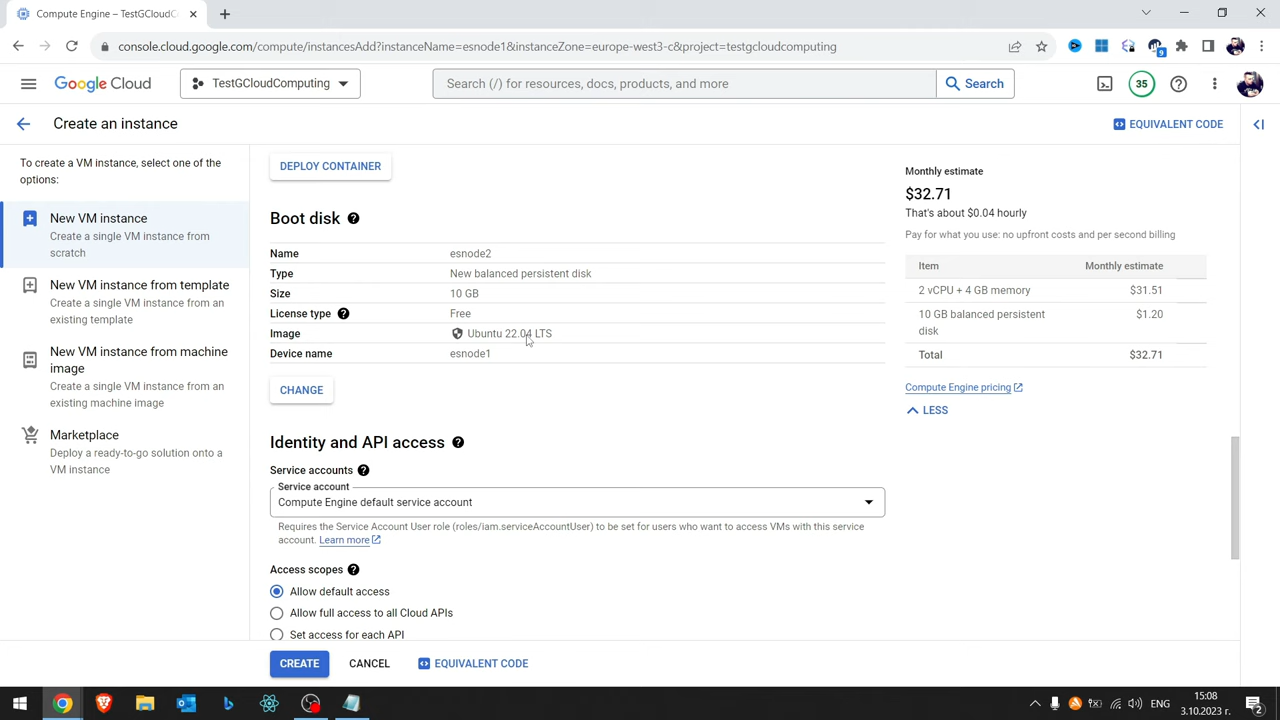 Compute Engine – TestGCloudC
console.cloud.google.com/compute/instancesAdd?instanceName=esnode1&instanceZone=europe-west3-c&project=testgcloudcomputing
9
Google Cloud
TestGCloudComputing
Search (/) for resources, docs, products, and more
Search
35
Create an instance
EQUIVALENT CODE
To create a VM instance, select one of the
options:
New VM instance
Create a single VM instance from
scratch
New VM instance from template
Create a single VM instance from an
existing template
New VM instance from machine
image
Create a single VM instance from an
existing machine image
Marketplace
Deploy a ready-to-go solution onto a
VM instance
DEPLOY CONTAINER
Boot disk
Name esnode2
Type New balanced persistent disk
Size 10 GB
License type Free
Image Ubuntu 22.04 LTS
Device name esnode1
CHANGE
Identity and API access
Service accounts
Service account
Compute Engine default service account
Requires the Service Account User role (roles/iam.serviceAccountUser) to be set for users who want to access VMs with this service
account. Learn more
Access scopes
Allow default access
Allow full access to all Cloud APIs
Set access for each API
Monthly estimate
$32.71
That's about $0.04 hourly
Pay for what you use: no upfront costs and per second billing
Item Monthly estimate
2 vCPU + 4 GB memory $31.51
10 GB balanced persistent $1.20
disk
Total $32.71
Compute Engine pricing
LESS
CREATE
CANCEL
EQUIVALENT CODE
ENG
15:08
3.10.2023 г.
2